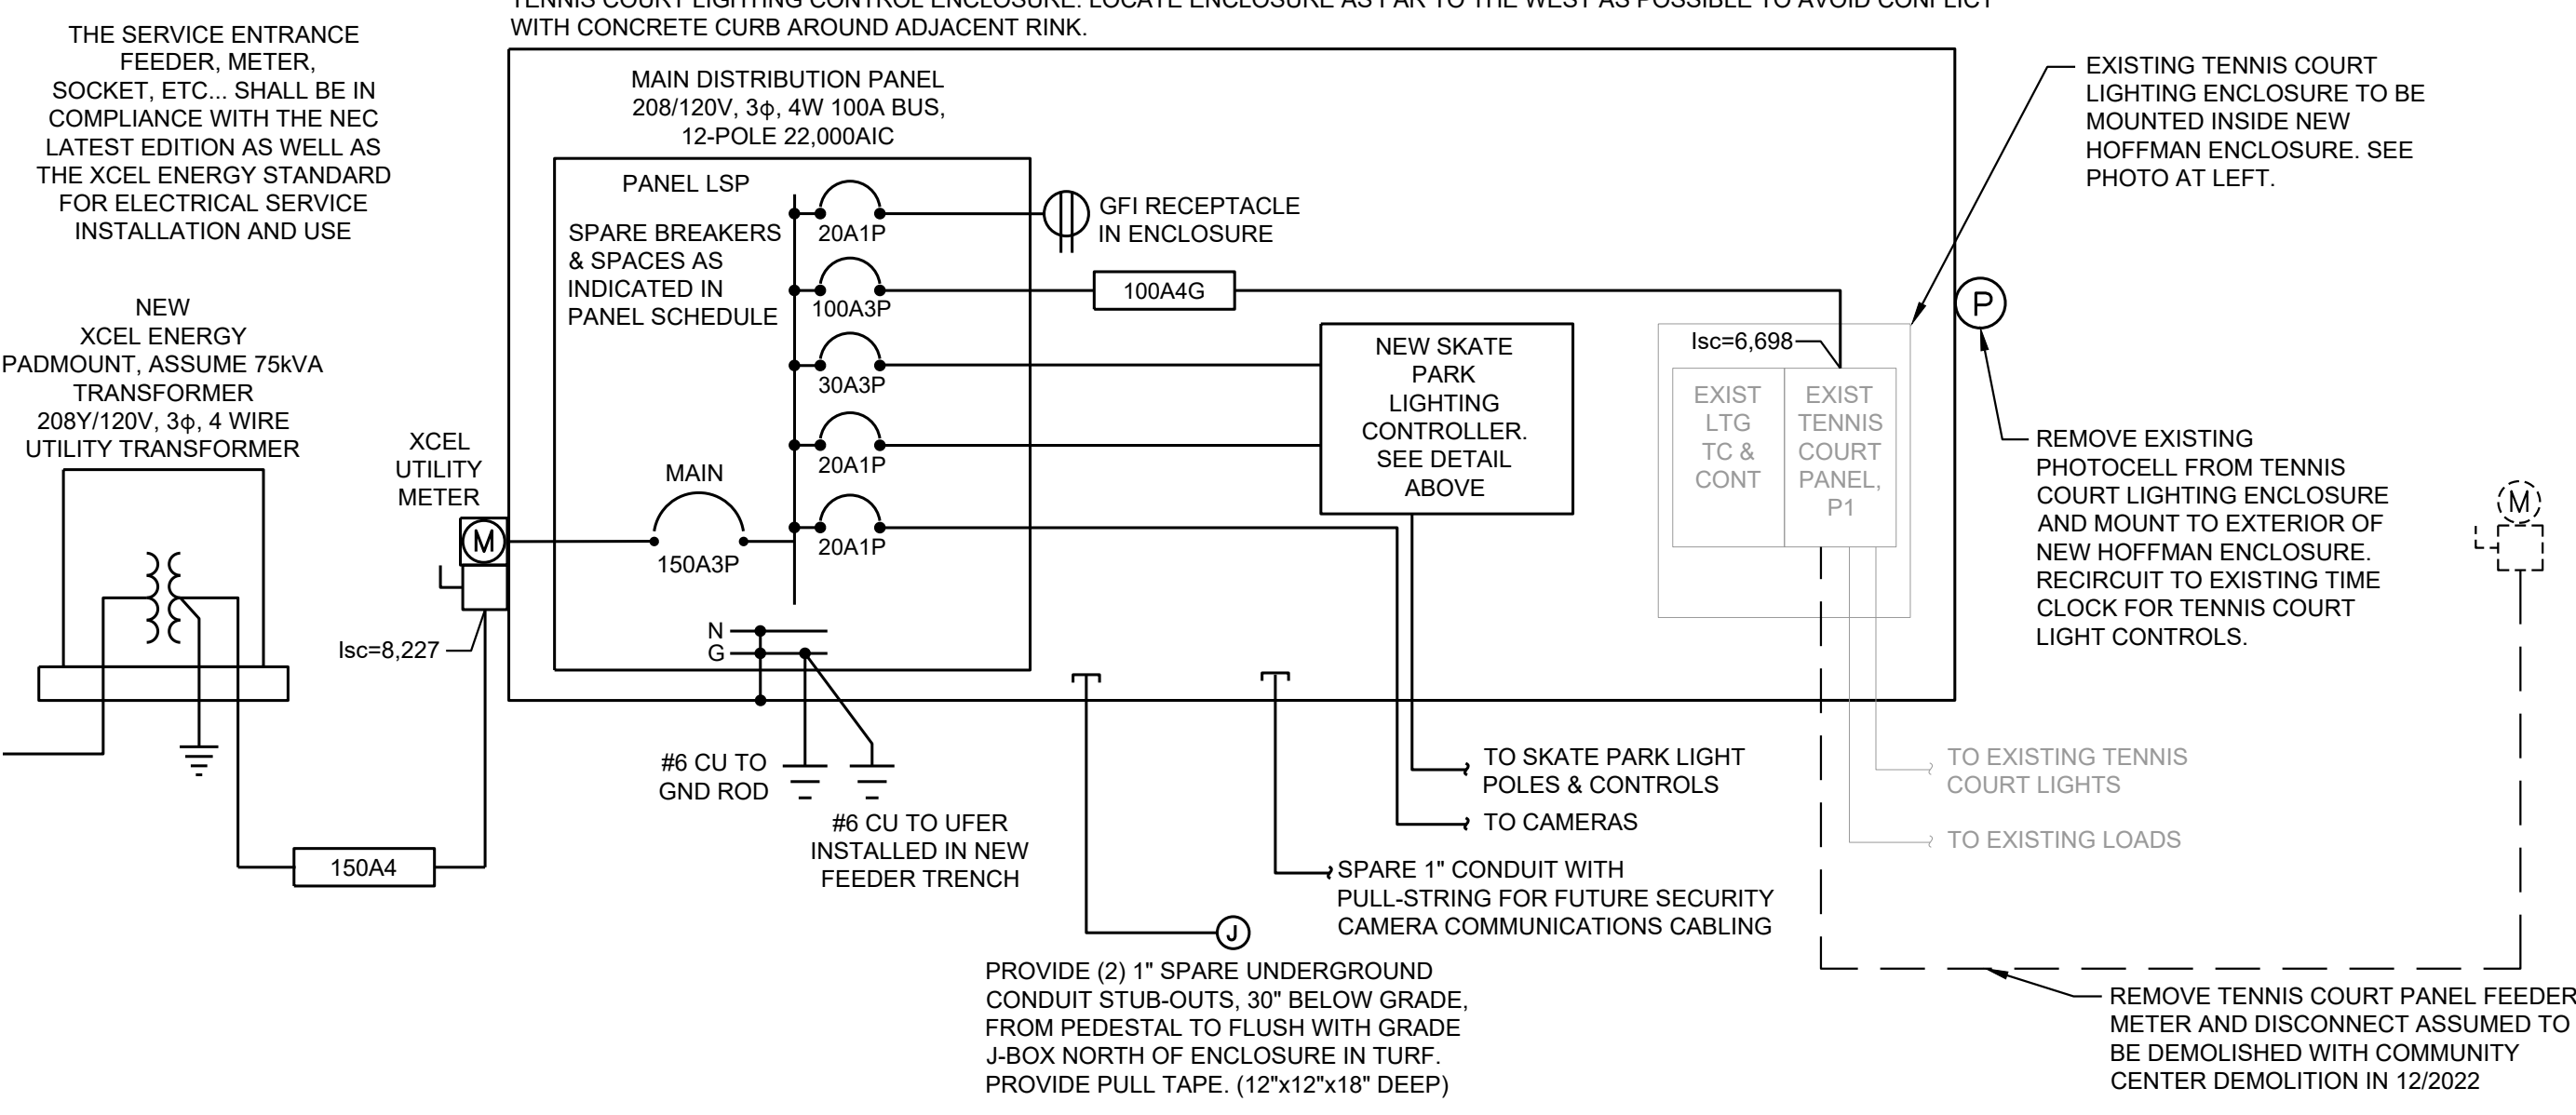 TENNIS COURT LIGHTING CONTROL ENCLOSURE. LOCATE ENCLOSURE AS FAR TO THE WEST AS POSSIBLE TO AVOID CONFLICT
WITH CONCRETE CURB AROUND ADJACENT RINK.
THE SERVICE ENTRANCE
FEEDER, METER,
SOCKET, ETC... SHALL BE IN
COMPLIANCE WITH THE NEC
LATEST EDITION AS WELL AS
THE XCEL ENERGY STANDARD
FOR ELECTRICAL SERVICE
INSTALLATION AND USE
NEW
XCEL ENERGY
PADMOUNT, ASSUME 75kVA
TRANSFORMER
208Y/120V, 3ϕ, 4 WIRE
UTILITY TRANSFORMER
XCEL
UTILITY
METER
M
Isc=8,227
150A4
MAIN DISTRIBUTION PANEL
208/120V, 3ϕ, 4W 100A BUS,
12-POLE 22,000AIC
PANEL LSP
SPARE BREAKERS
& SPACES AS
INDICATED IN
PANEL SCHEDULE
MAIN
150A3P
20A1P
100A3P
30A3P
20A1P
20A1P
N
G
#6 CU TO
GND ROD
#6 CU TO UFER
INSTALLED IN NEW
FEEDER TRENCH
GFI RECEPTACLE
IN ENCLOSURE
100A4G
NEW SKATE
PARK
LIGHTING
CONTROLLER.
SEE DETAIL
ABOVE
Isc=6,698
EXIST
LTG
TC &
CONT
EXIST
TENNIS
COURT
PANEL,
P1
EXISTING TENNIS COURT
LIGHTING ENCLOSURE TO BE
MOUNTED INSIDE NEW
HOFFMAN ENCLOSURE. SEE
PHOTO AT LEFT.
P
REMOVE EXISTING
PHOTOCELL FROM TENNIS
COURT LIGHTING ENCLOSURE
AND MOUNT TO EXTERIOR OF
NEW HOFFMAN ENCLOSURE.
RECIRCUIT TO EXISTING TIME
CLOCK FOR TENNIS COURT
LIGHT CONTROLS.
M
TO SKATE PARK LIGHT
POLES & CONTROLS
TO CAMERAS
SPARE 1" CONDUIT WITH
PULL-STRING FOR FUTURE SECURITY
CAMERA COMMUNICATIONS CABLING
TO EXISTING TENNIS
COURT LIGHTS
TO EXISTING LOADS
J
PROVIDE (2) 1" SPARE UNDERGROUND
CONDUIT STUB-OUTS, 30" BELOW GRADE,
FROM PEDESTAL TO FLUSH WITH GRADE
J-BOX NORTH OF ENCLOSURE IN TURF.
PROVIDE PULL TAPE. (12"x12"x18" DEEP)
REMOVE TENNIS COURT PANEL FEEDER
METER AND DISCONNECT ASSUMED TO
BE DEMOLISHED WITH COMMUNITY
CENTER DEMOLITION IN 12/2022